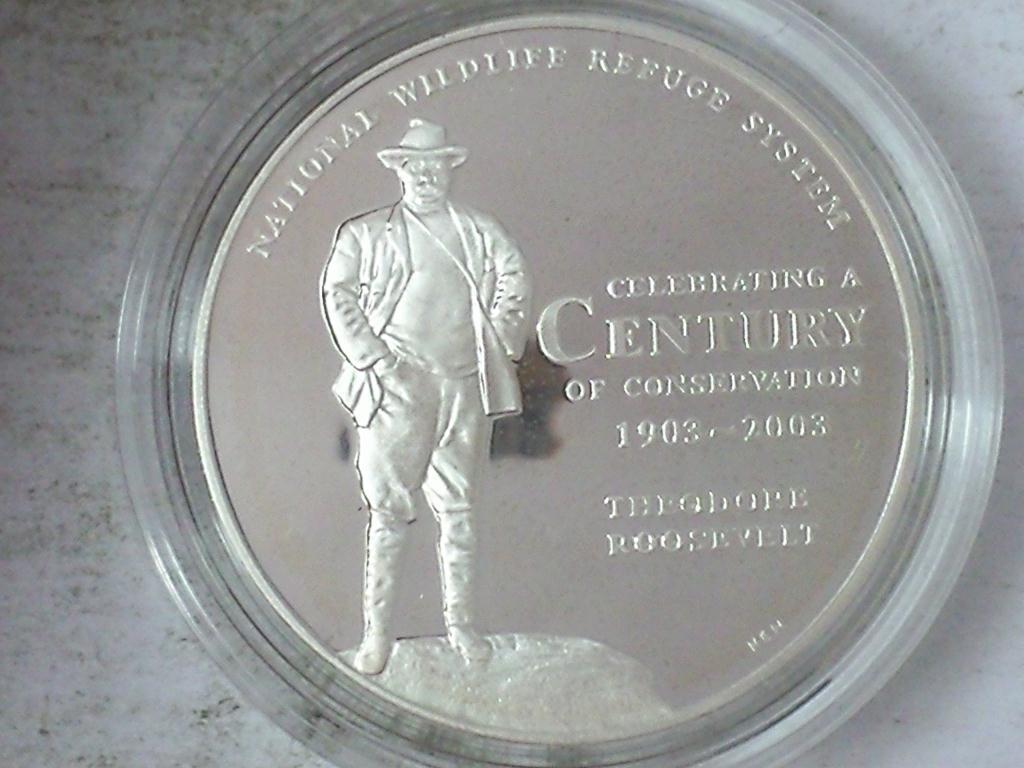 NATIONAL WILDLIFE REFUGE SYSTEM
CELEBRATING A
CENTURY
OF CONSERVATION
1903-2003
THEODORE
ROOSEVELT